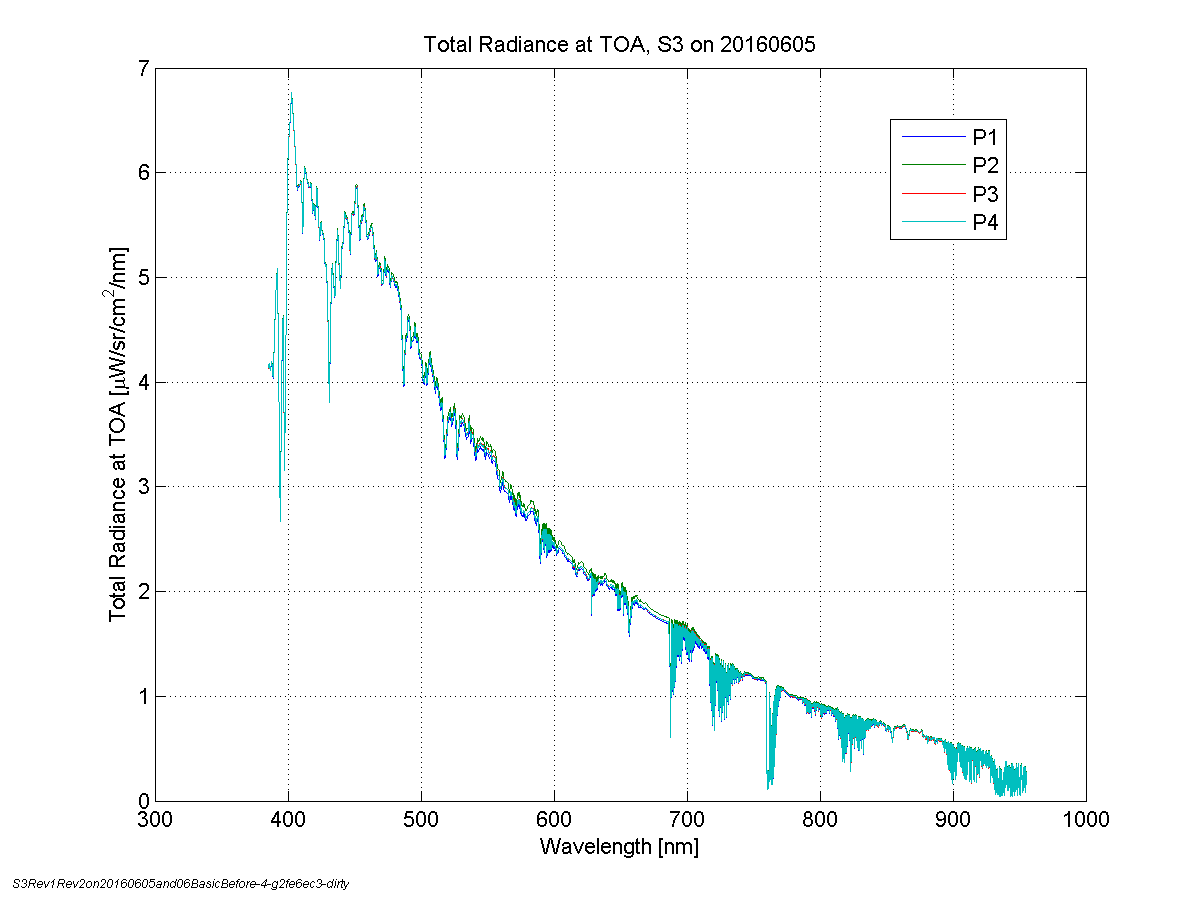 Total Radiance at TOA, S3 on 20160605
7
6
5
4
3
2
1
0
Total Radiance at TOA [μW/sr/cm²/nm]
P1
P2
P3
P4
300 400 500 600 700 800 900 1000
Wavelength [nm]
S3Rev1Rev2on20160605and06BasicBefore-4-g2fe6ec3-dirty